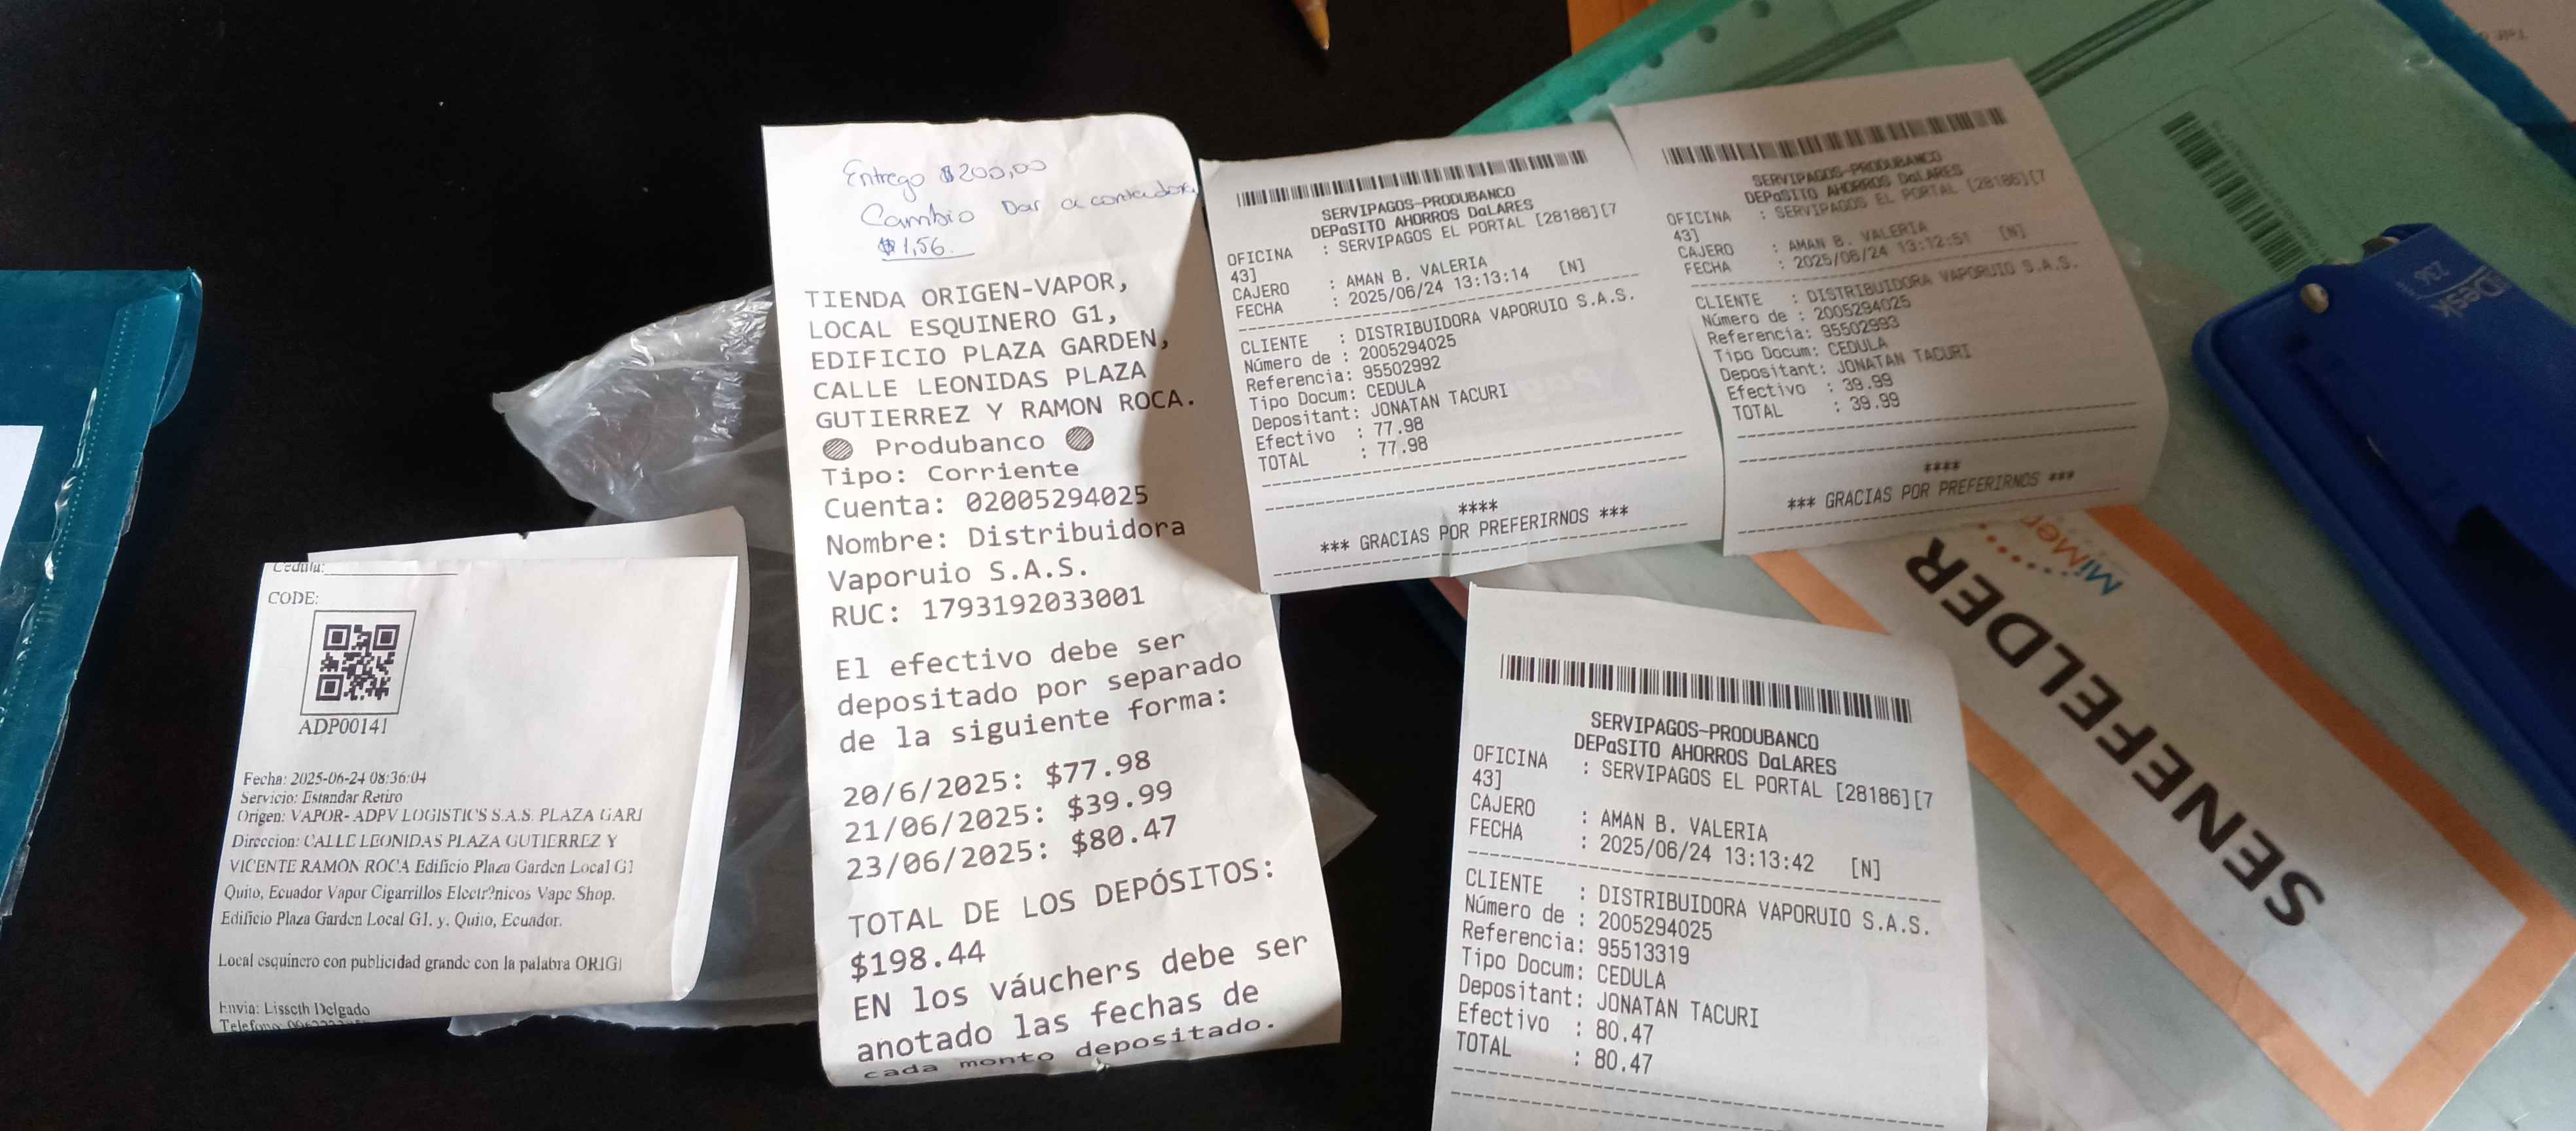 Cedula:
CODE:
ADP00141
Fecha: 2025-06-24 08:36:04
Servicio: Estandar Retiro
Origen: VAPOR- ADPV LOGISTICS S.A.S. PLAZA GARI
Direccion: CALLE LEONIDAS PLAZA GUTIERREZ Y
VICENTE RAMON ROCA Edificio Plaza Garden Local G1
Quito, Ecuador Vapor Cigarrillos Electr?nicos Vape Shop.
Edificio Plaza Garden Local G1. y. Quito, Ecuador.
Local esquinero con publicidad grande con la palabra ORIGI
Envia: Lisseth Delgado
Telefono:
Entrego $200,00
Cambio Dar a contadora
$1,56.
TIENDA ORIGEN-VAPOR,
LOCAL ESQUINERO G1,
EDIFICIO PLAZA GARDEN,
CALLE LEONIDAS PLAZA
GUTIERREZ Y RAMON ROCA.
Produbanco
Tipo: Corriente
Cuenta: 02005294025
Nombre: Distribuidora
Vaporuio S.A.S.
RUC: 1793192033001
El efectivo debe ser
depositado por separado
de la siguiente forma:
20/6/2025: $77.98
21/06/2025: $39.99
23/06/2025: $80.47
TOTAL DE LOS DEPÓSITOS:
$198.44
EN los váuchers debe ser
anotado las fechas de
cada monto depositado.
SERVIPAGOS-PRODUBANCO
DEPaSITO AHORROS DaLARES
OFICINA : SERVIPAGOS EL PORTAL [28186][7
43]
CAJERO : AMAN B. VALERIA
FECHA : 2025/06/24 13:13:14 [N]
CLIENTE : DISTRIBUIDORA VAPORUIO S.A.S.
Número de : 2005294025
Referencia: 95502992
Tipo Docum: CEDULA
Depositant: JONATAN TACURI
Efectivo : 77.98
TOTAL : 77.98
****
*** GRACIAS POR PREFERIRNOS ***
SERVIPAGOS-PRODUBANCO
DEPaSITO AHORROS DaLARES
OFICINA : SERVIPAGOS EL PORTAL [28186][7
43]
CAJERO : AMAN B. VALERIA
FECHA : 2025/06/24 13:12:51 [N]
CLIENTE : DISTRIBUIDORA VAPORUIO S.A.S.
Número de : 2005294025
Referencia: 95502993
Tipo Docum: CEDULA
Depositant: JONATAN TACURI
Efectivo : 39.99
TOTAL : 39.99
****
*** GRACIAS POR PREFERIRNOS ***
SERVIPAGOS-PRODUBANCO
DEPaSITO AHORROS DaLARES
OFICINA : SERVIPAGOS EL PORTAL [28186][7
43]
CAJERO : AMAN B. VALERIA
FECHA : 2025/06/24 13:13:42 [N]
CLIENTE : DISTRIBUIDORA VAPORUIO S.A.S.
Número de : 2005294025
Referencia: 95513319
Tipo Docum: CEDULA
Depositant: JONATAN TACURI
Efectivo : 80.47
TOTAL : 80.47
SENEFELDER